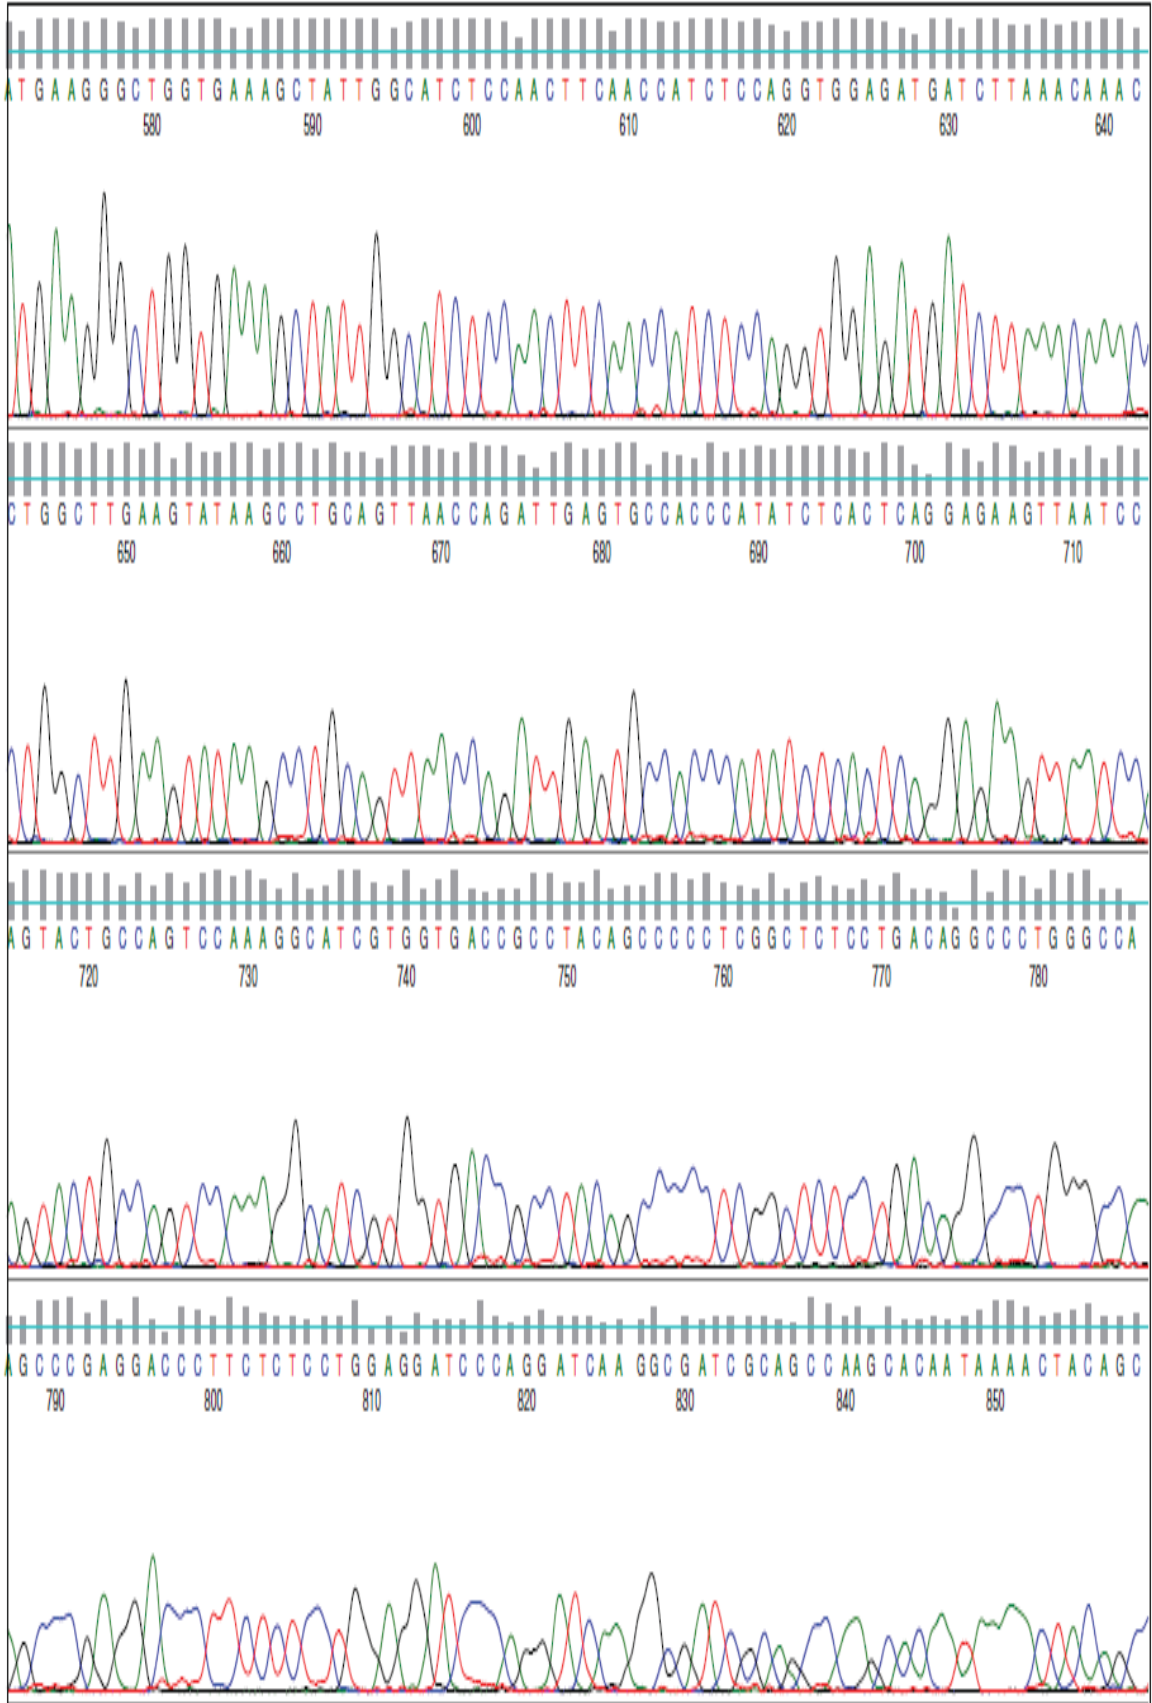 ATGAAGGGCTGGTGAAAGCTATTGGCATCTCCAACTTCAACCATCTCCAGGTGGAGATGATCTTAAACAAAC
580 590 600 610 620 630 640
CTGGCTTGAAGTATAAGCCTGCAGTTAACCAGATTGAGTGCCACCCATATCTCACTCAGGAGAAGTTAATCC
650 660 670 680 690 700 710
AGTACTGCCAGTCCAAAGGCATCGTGGTGACCGCCTACAGCCCCCTCGGCTCTCCTGACAGGCCCTGGGCCA
720 730 740 750 760 770 780
AGCCCGAGGACCCTTCTCTCCTGGAGGATCCCAGGATCAAGGCGATCGCAGCCAAGCACAATAAAACTACAGC
790 800 810 820 830 840 850